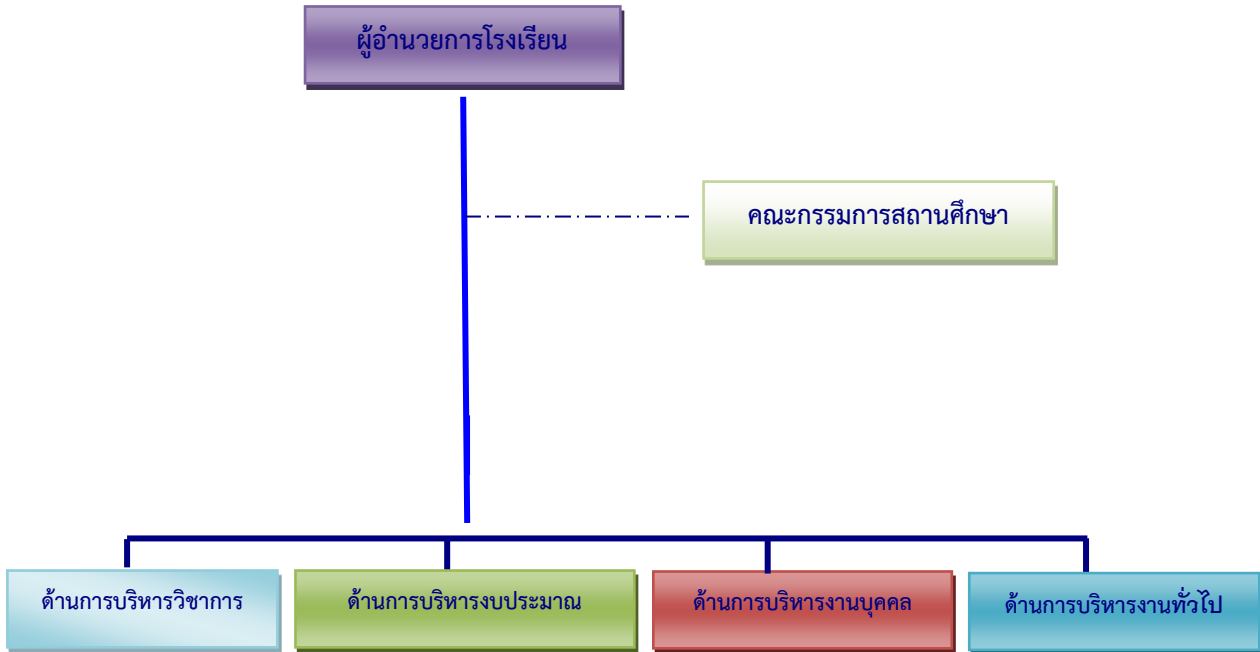 ผู้อำนวยการโรงเรียน
คณะกรรมการสถานศึกษา
ด้านการบริหารวิชาการ
ด้านการบริหารงบประมาณ
ด้านการบริหารงานบุคคล
ด้านการบริหารงานทั่วไป